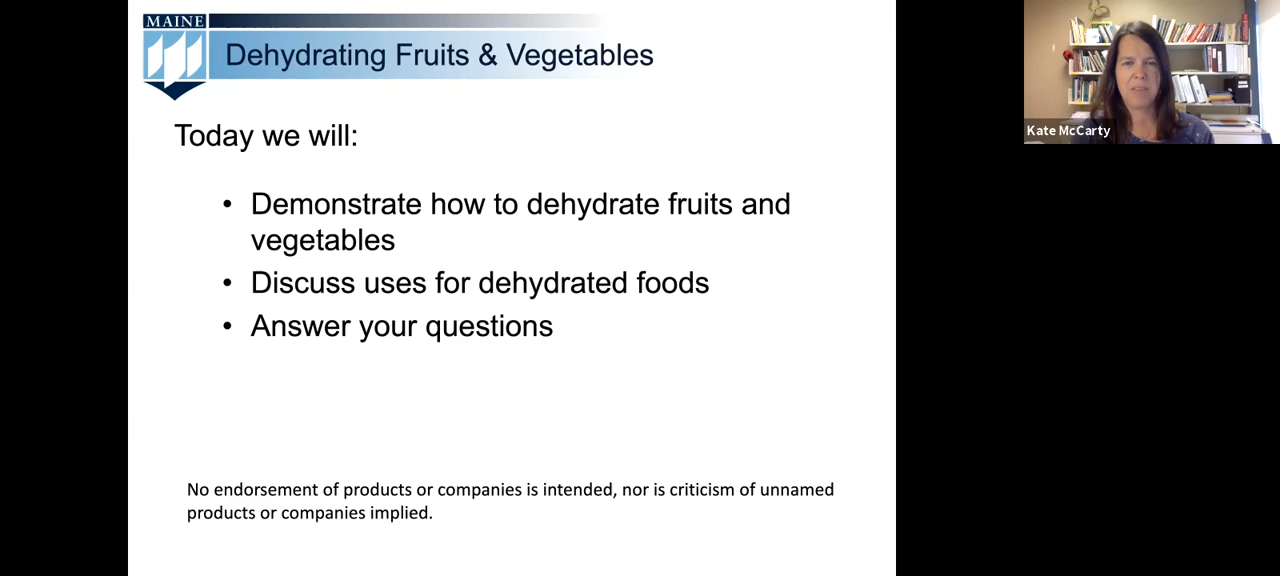 MAINE
Dehydrating Fruits & Vegetables
Kate McCarty
Today we will:
• Demonstrate how to dehydrate fruits and
vegetables
• Discuss uses for dehydrated foods
• Answer your questions
No endorsement of products or companies is intended, nor is criticism of unnamed
products or companies implied.